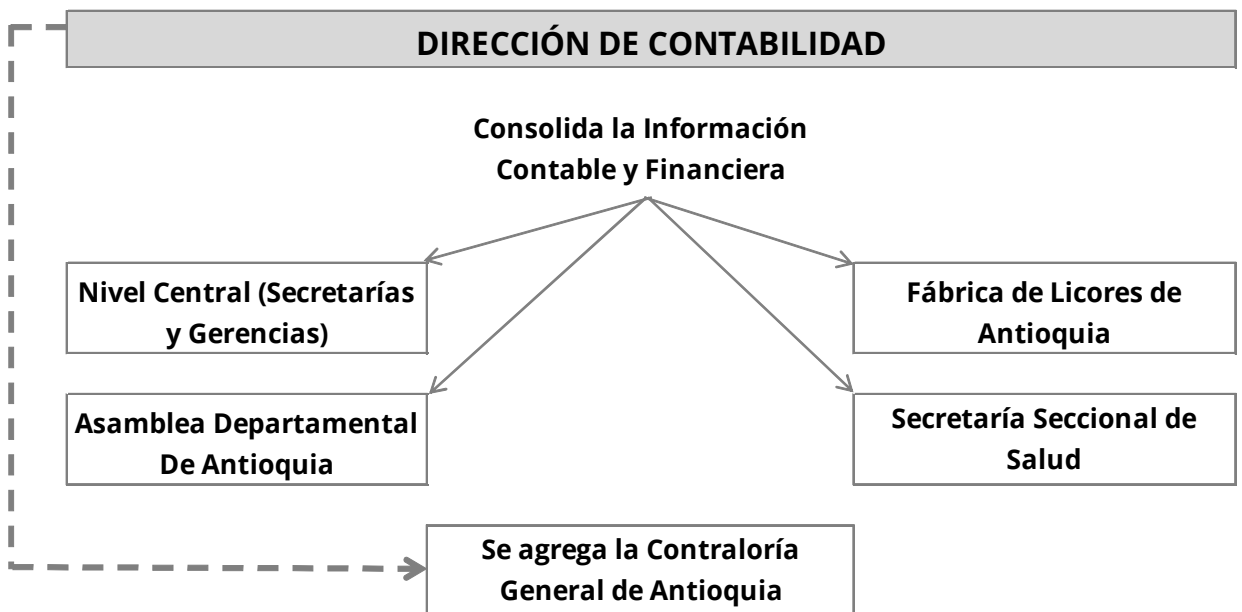 DIRECCIÓN DE CONTABILIDAD
Consolida la Información
Contable y Financiera
Nivel Central (Secretarías
y Gerencias)
Fábrica de Licores de
Antioquia
Asamblea Departamental
De Antioquia
Secretaría Seccional de
Salud
Se agrega la Contraloría
General de Antioquia